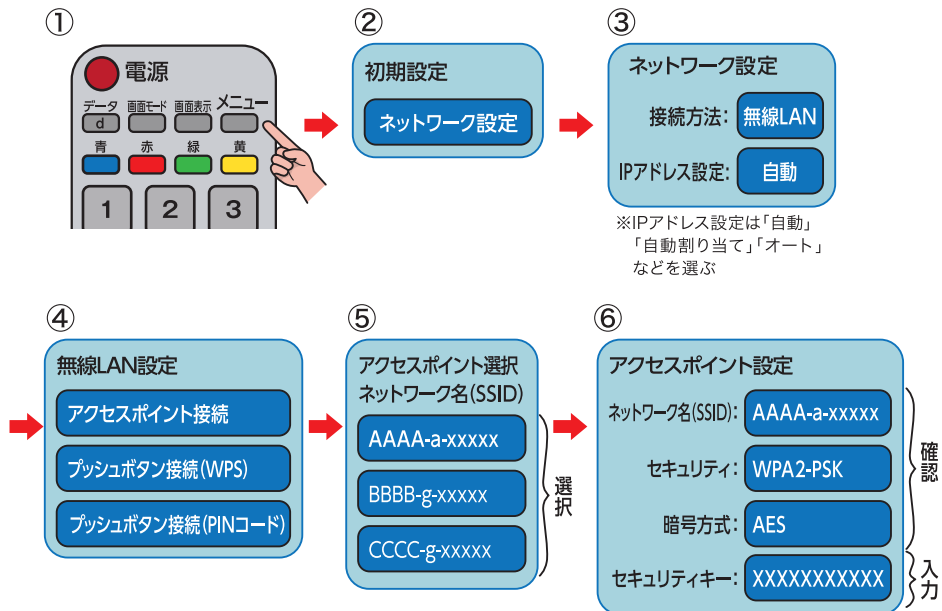 ①
電源
データ 画面モード 画面表示 メニュー
d
青 赤 緑 黄
1 2 3
②
初期設定
ネットワーク設定
③
ネットワーク設定
接続方法: 無線LAN
IPアドレス設定: 自動
※IPアドレス設定は「自動」
「自動割り当て」「オート」
などを選ぶ
④
無線LAN設定
アクセスポイント接続
プッシュボタン接続(WPS)
プッシュボタン接続(PINコード)
⑤
アクセスポイント選択
ネットワーク名(SSID)
AAAA-a-xxxxx
BBBB-g-xxxxx
CCCC-g-xxxxx
選択
⑥
アクセスポイント設定
ネットワーク名(SSID): AAAA-a-xxxxx
セキュリティ: WPA2-PSK
暗号方式: AES
確認
セキュリティキー: XXXXXXXXXXX
入力